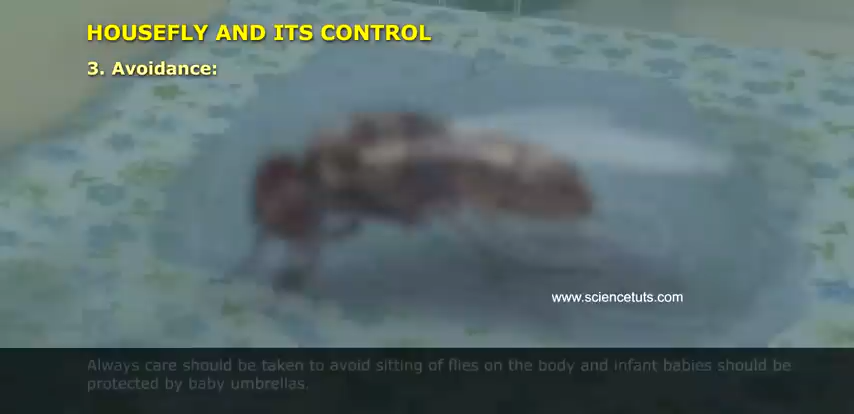 HOUSEFLY AND ITS CONTROL
3. Avoidance:
www.sciencetuts.com
Always care should be taken to avoid sitting of flies on the body and infant babies should be
protected by baby umbrellas.